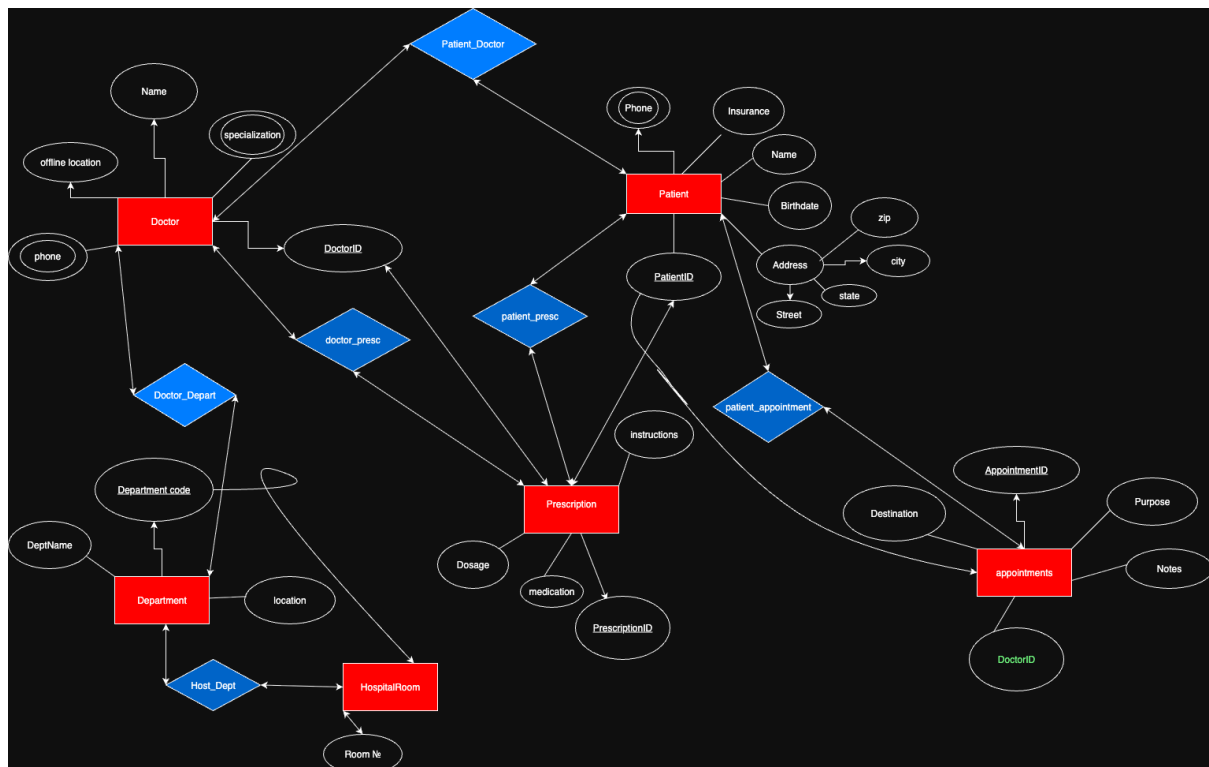 Patient_Doctor
Name
Phone
Insurance
specialization
offline location
Name
Patient
Birthdate
Doctor
zip
phone
DoctorID
Address
city
PatientID
state
Street
patient_presc
doctor_presc
Doctor_Depart
patient_appointment
instructions
Department code
AppointmentID
Prescription
Purpose
Destination
DeptName
Dosage
appointments
Notes
medication
Department
location
PrescriptionID
DoctorID
Host_Dept
HospitalRoom
Room №